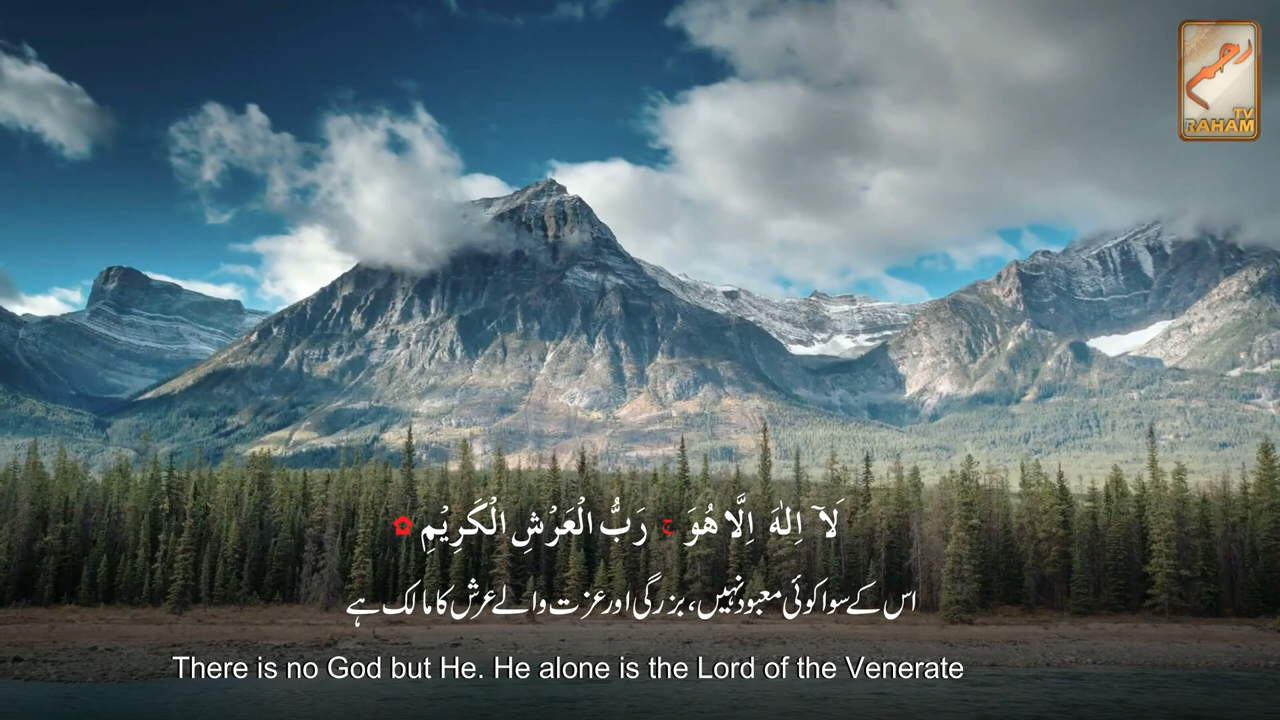 رحم
TV
RAHAM
لَآ اِلٰهَ اِلَّا هُوَ ۚ رَبُّ الْعَرْشِ الْكَرِيْمِ
اس کے سوا کوئی معبود نہیں، بزرگی اور عزت والے عرش کا مالک ہے
There is no God but He. He alone is the Lord of the Venerate